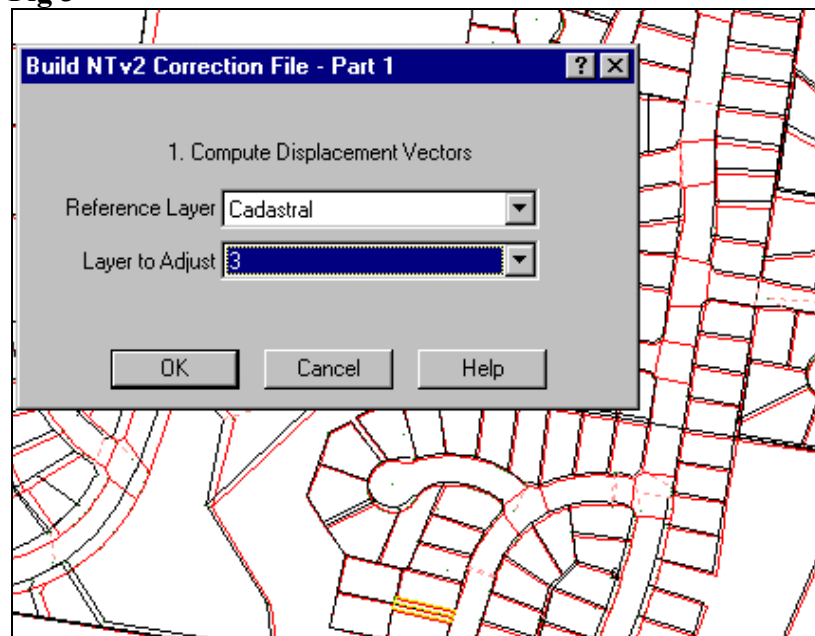 Build NTv2 Correction File - Part 1
1. Compute Displacement Vectors
Reference Layer Cadastral
Layer to Adjust 3
OK Cancel Help